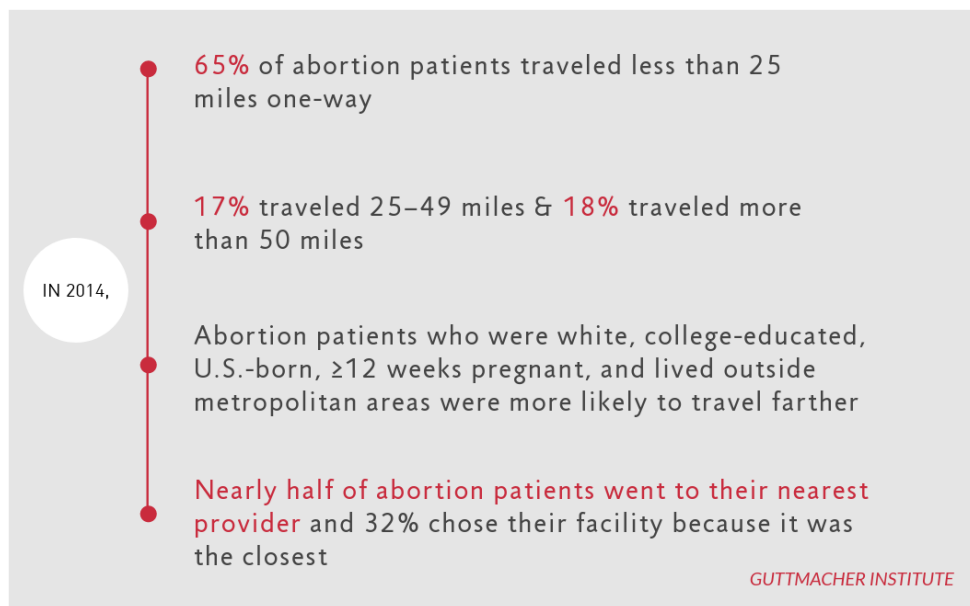 65% of abortion patients traveled less than 25
miles one-way
17% traveled 25–49 miles & 18% traveled more
than 50 miles
IN 2014,
Abortion patients who were white, college-educated,
U.S.-born, ≥12 weeks pregnant, and lived outside
metropolitan areas were more likely to travel farther
Nearly half of abortion patients went to their nearest
provider and 32% chose their facility because it was
the closest
GUTTMACHER INSTITUTE